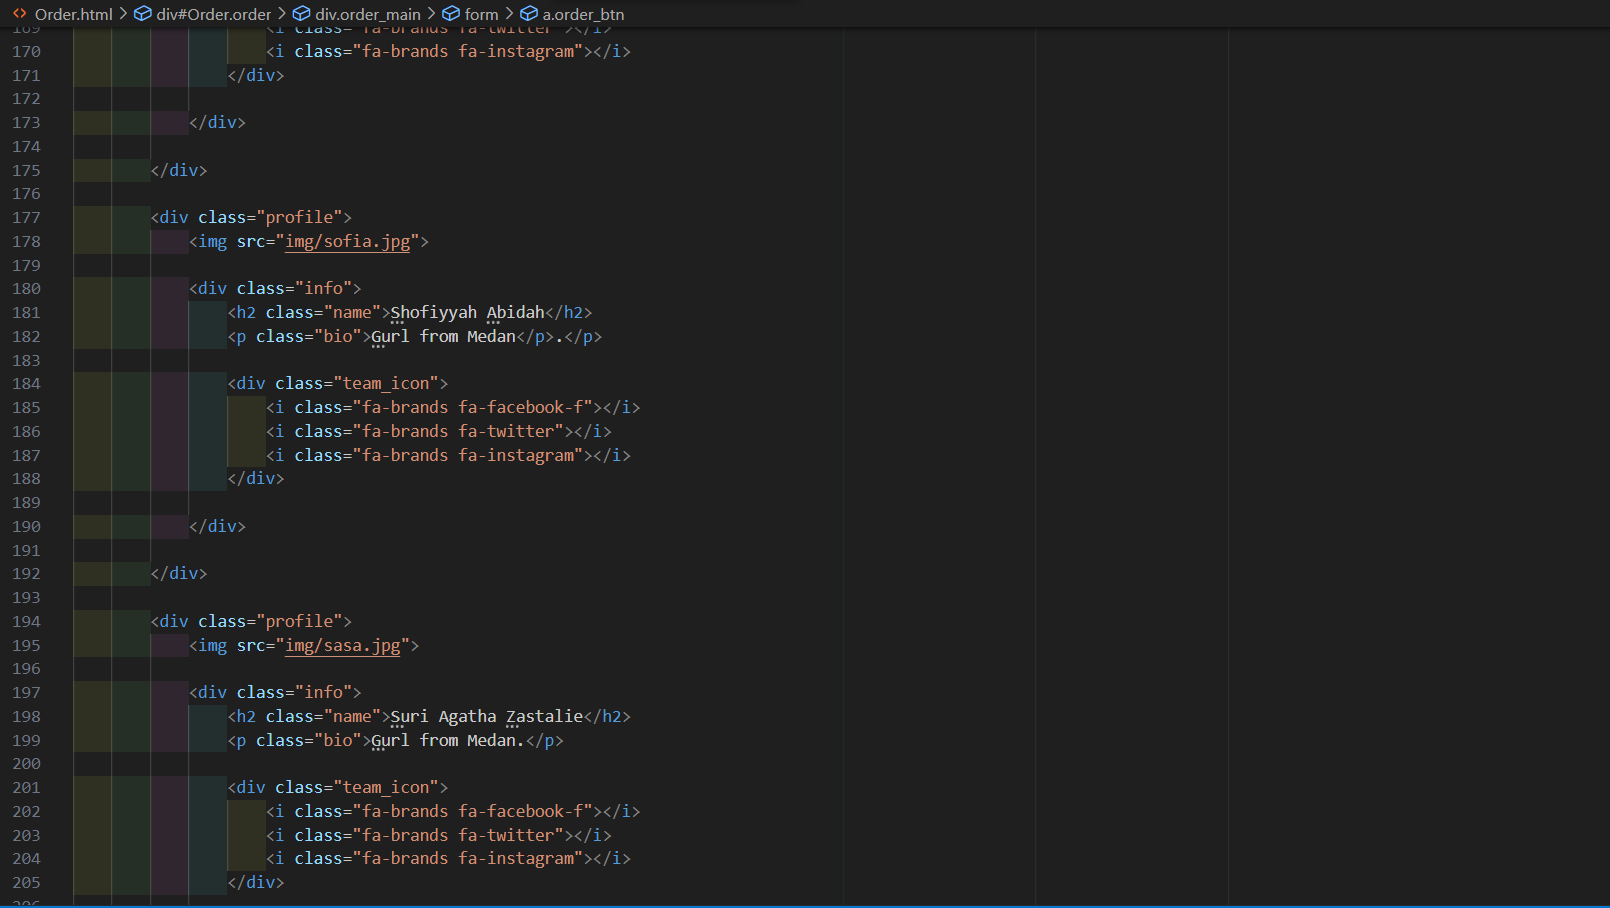 Order.html > div#Order.order > div.order_main > form > a.order_btn
169 <i class="fa-brands fa-twitter"></i>
170 <i class="fa-brands fa-instagram"></i>
171 </div>
172
173 </div>
174
175 </div>
176
177 <div class="profile">
178 <img src="img/sofia.jpg">
179
180 <div class="info">
181 <h2 class="name">Shofiyyah Abidah</h2>
182 <p class="bio">Gurl from Medan</p>.</p>
183
184 <div class="team_icon">
185 <i class="fa-brands fa-facebook-f"></i>
186 <i class="fa-brands fa-twitter"></i>
187 <i class="fa-brands fa-instagram"></i>
188 </div>
189
190 </div>
191
192 </div>
193
194 <div class="profile">
195 <img src="img/sasa.jpg">
196
197 <div class="info">
198 <h2 class="name">Suri Agatha Zastalie</h2>
199 <p class="bio">Gurl from Medan.</p>
200
201 <div class="team_icon">
202 <i class="fa-brands fa-facebook-f"></i>
203 <i class="fa-brands fa-twitter"></i>
204 <i class="fa-brands fa-instagram"></i>
205 </div>
206